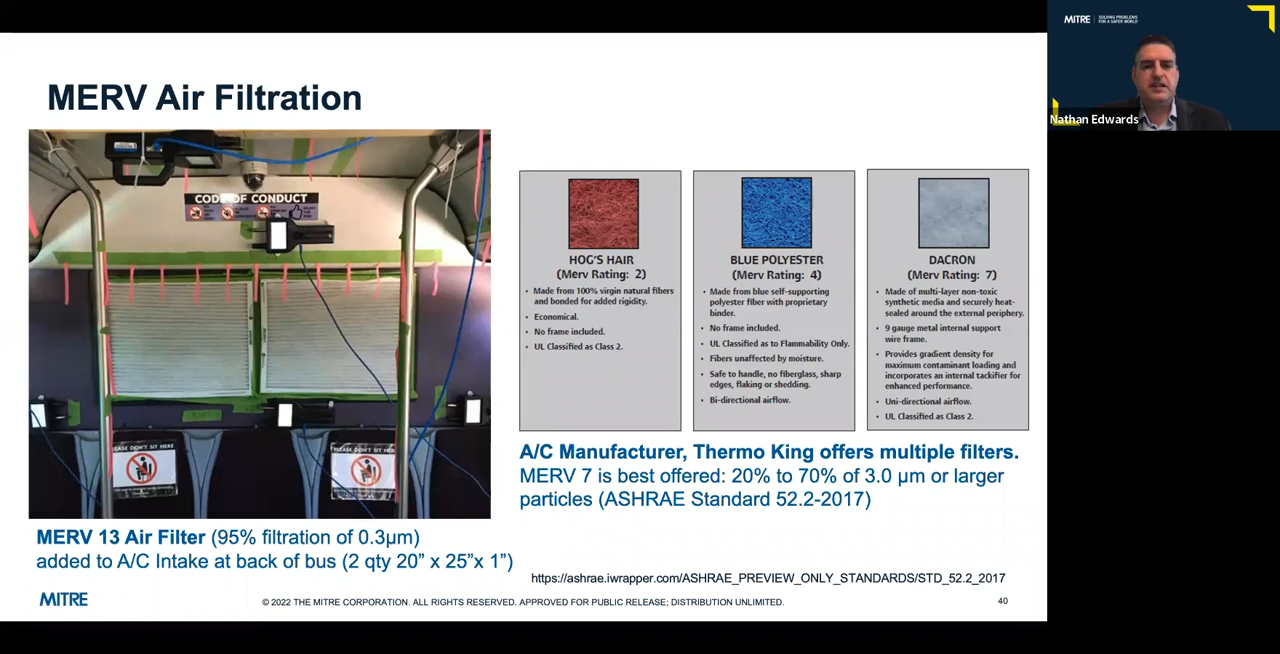 MITRE | SOLVING PROBLEMS
FOR A SAFER WORLD
Nathan Edwards
MERV Air Filtration
CODE OF CONDUCT
PLEASE DON'T SIT HERE
PLEASE DON'T SIT HERE
MERV 13 Air Filter (95% filtration of 0.3µm)
added to A/C Intake at back of bus (2 qty 20” x 25”x 1”)
HOG'S HAIR
(Merv Rating: 2)
• Made from 100% virgin natural fibers
and bonded for added rigidity.
• Economical.
• No frame included.
• UL Classified as Class 2.
BLUE POLYESTER
(Merv Rating: 4)
• Made from blue self-supporting
polyester fiber with proprietary
binder.
• No frame included.
• UL Classified as to Flammability Only.
• Fibers unaffected by moisture.
• Safe to handle, no fiberglass, sharp
edges, flaking or shedding.
• Bi-directional airflow.
DACRON
(Merv Rating: 7)
• Made of multi-layer non-toxic
synthetic media and securely heat-
sealed around the external periphery.
• 9 gauge metal internal support
wire frame.
• Provides gradient density for
maximum contaminant loading and
incorporates an internal tackifier for
enhanced performance.
• Uni-directional airflow.
• UL Classified as Class 2.
A/C Manufacturer, Thermo King offers multiple filters.
MERV 7 is best offered: 20% to 70% of 3.0 µm or larger
particles (ASHRAE Standard 52.2-2017)
https://ashrae.iwrapper.com/ASHRAE_PREVIEW_ONLY_STANDARDS/STD_52.2_2017
MITRE
© 2022 THE MITRE CORPORATION. ALL RIGHTS RESERVED. APPROVED FOR PUBLIC RELEASE; DISTRIBUTION UNLIMITED.
40